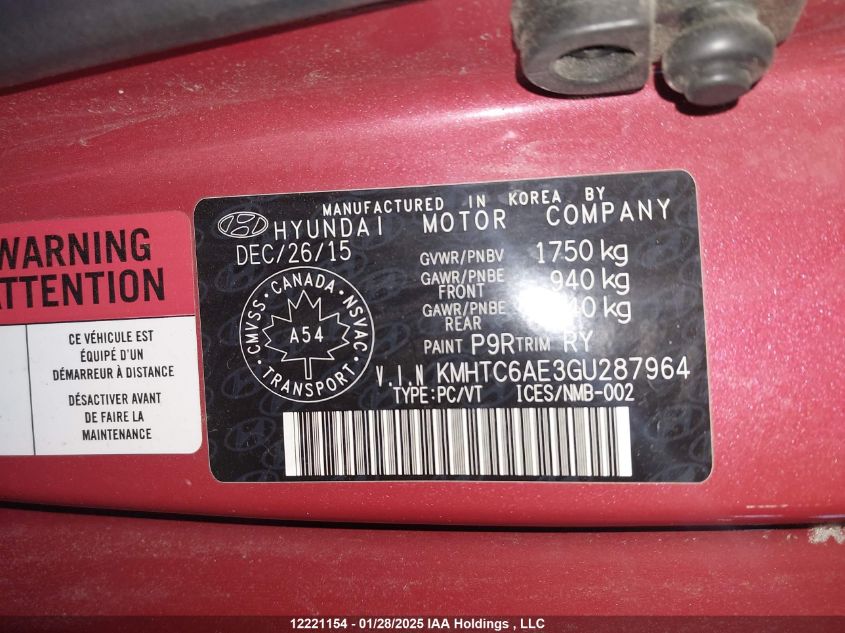 MANUFACTURED IN KOREA BY
HYUNDAI MOTOR COMPANY
DEC/26/15
GVWR/PNBV 1750 kg
GAWR/PNBE FRONT 940 kg
GAWR/PNBE REAR kg
CMVSS · CANADA · NSVAC · TRANSPORT ·
A54
PAINT P9R TRIM RY
V.I.N KMHTC6AE3GU287964
TYPE:PC/VT ICES/NMB-002
WARNING
ATTENTION
CE VÉHICULE EST
ÉQUIPÉ D'UN
DÉMARREUR À DISTANCE
DÉSACTIVER AVANT
DE FAIRE LA
MAINTENANCE
12221154 - 01/28/2025 IAA Holdings , LLC